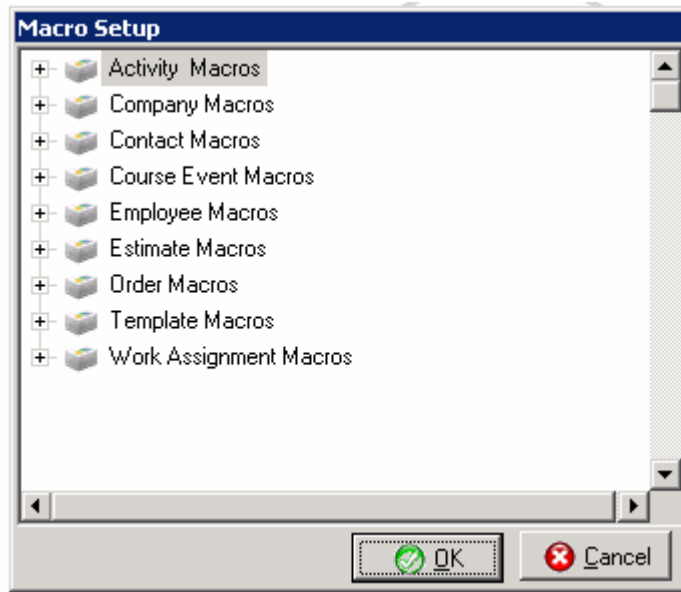 Macro Setup
Activity  Macros
Company Macros
Contact Macros
Course Event Macros
Employee Macros
Estimate Macros
Order Macros
Template Macros
Work Assignment Macros
OK
Cancel